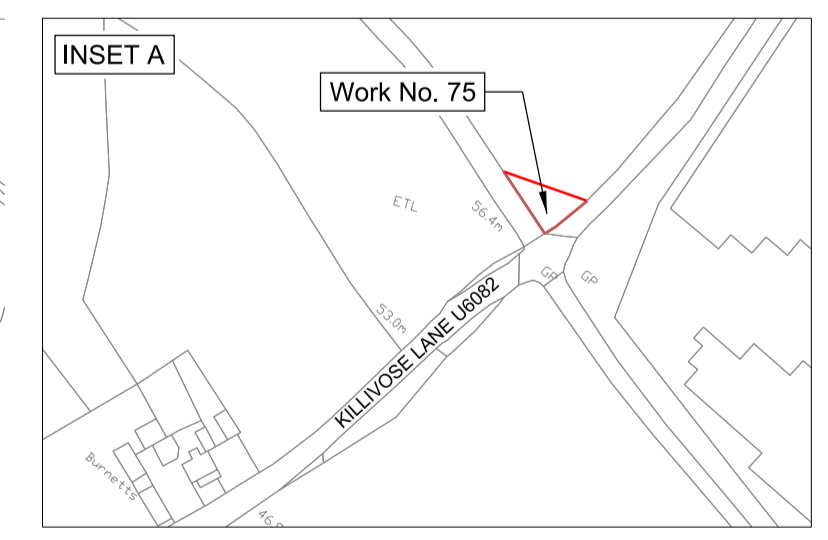 INSET A
Work No. 75
ETL
56.4m
GP
GP
53.0m
KILLIVOSE LANE U6082
Burnetts